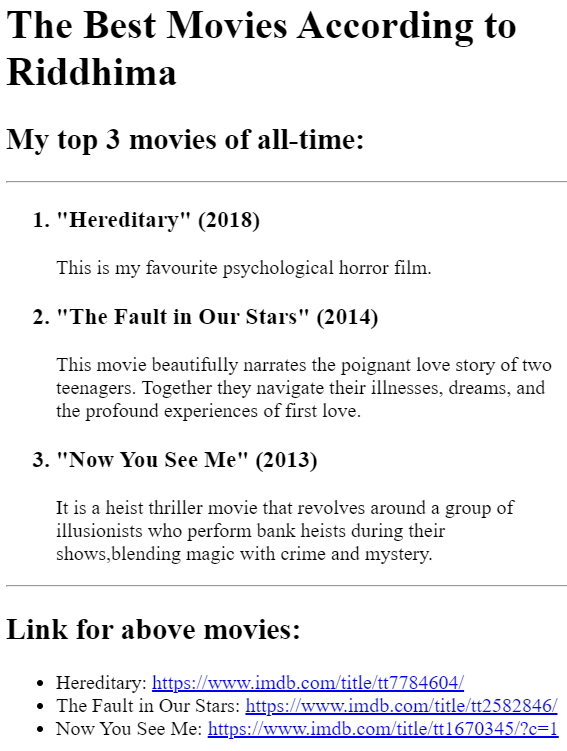 The Best Movies According to
Riddhima
My top 3 movies of all-time:
1. "Hereditary" (2018)
This is my favourite psychological horror film.
2. "The Fault in Our Stars" (2014)
This movie beautifully narrates the poignant love story of two
teenagers. Together they navigate their illnesses, dreams, and
the profound experiences of first love.
3. "Now You See Me" (2013)
It is a heist thriller movie that revolves around a group of
illusionists who perform bank heists during their
shows,blending magic with crime and mystery.
Link for above movies:
• Hereditary: https://www.imdb.com/title/tt7784604/
• The Fault in Our Stars: https://www.imdb.com/title/tt2582846/
• Now You See Me: https://www.imdb.com/title/tt1670345/?c=1